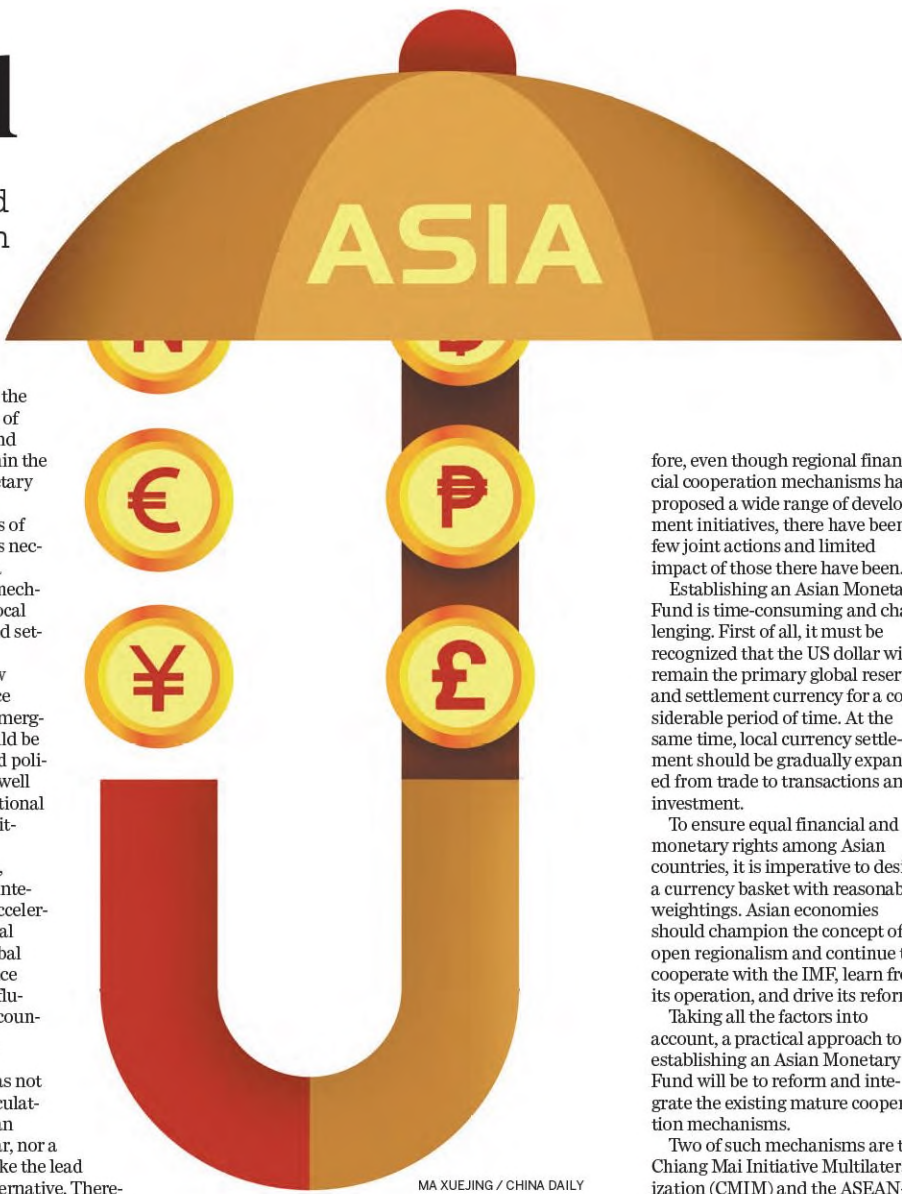 d
n
ASIA
€ ₱
¥ £
the
of
nd
in the
tary
s of
s nec-
mech-
ocal
d set-
w
ce
merg-
ld be
d poli-
well
tional
it-
,
nte-
cceler-
al
bal
ce
flu-
coun-
as not
culat-
an
ar, nor a
ke the lead
ernative. There-
MA XUEJING / CHINA DAILY
fore, even though regional finan
cial cooperation mechanisms ha
proposed a wide range of develo
ment initiatives, there have been
few joint actions and limited
impact of those there have been.
Establishing an Asian Moneta
Fund is time-consuming and cha
lenging. First of all, it must be
recognized that the US dollar wi
remain the primary global reser
and settlement currency for a co
siderable period of time. At the
same time, local currency settle-
ment should be gradually expan
ed from trade to transactions an
investment.
To ensure equal financial and
monetary rights among Asian
countries, it is imperative to desi
a currency basket with reasonab
weightings. Asian economies
should champion the concept of
open regionalism and continue t
cooperate with the IMF, learn fro
its operation, and drive its reform
Taking all the factors into
account, a practical approach to
establishing an Asian Monetary
Fund will be to reform and inte-
grate the existing mature cooper
tion mechanisms.
Two of such mechanisms are t
Chiang Mai Initiative Multilater
ization (CMIM) and the ASEAN-